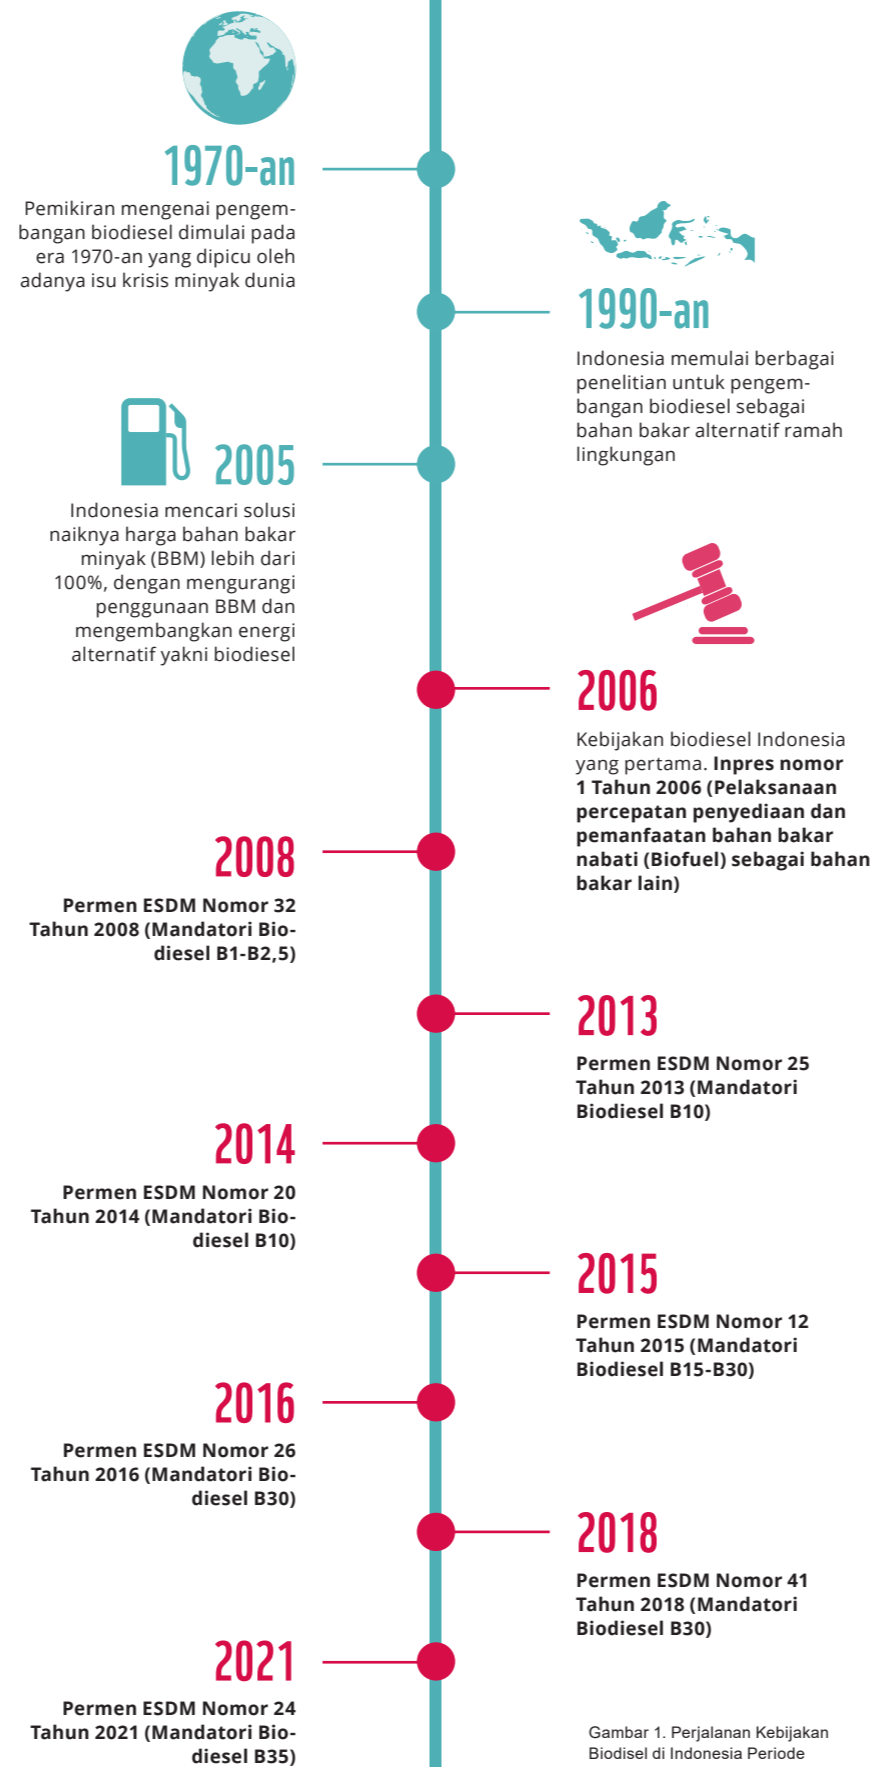 1970-an
Pemikiran mengenai pengem-
bangan biodiesel dimulai pada
era 1970-an yang dipicu oleh
adanya isu krisis minyak dunia
1990-an
Indonesia memulai berbagai
penelitian untuk pengem-
bangan biodiesel sebagai
bahan bakar alternatif ramah
lingkungan
2005
Indonesia mencari solusi
naiknya harga bahan bakar
minyak (BBM) lebih dari
100%, dengan mengurangi
penggunaan BBM dan
mengembangkan energi
alternatif yakni biodiesel
2006
Kebijakan biodiesel Indonesia
yang pertama. Inpres nomor
1 Tahun 2006 (Pelaksanaan
percepatan penyediaan dan
pemanfaatan bahan bakar
nabati (Biofuel) sebagai bahan
bakar lain)
2008
Permen ESDM Nomor 32
Tahun 2008 (Mandatori Bio-
diesel B1-B2,5)
2013
Permen ESDM Nomor 25
Tahun 2013 (Mandatori
Biodiesel B10)
2014
Permen ESDM Nomor 20
Tahun 2014 (Mandatori Bio-
diesel B10)
2015
Permen ESDM Nomor 12
Tahun 2015 (Mandatori
Biodiesel B15-B30)
2016
Permen ESDM Nomor 26
Tahun 2016 (Mandatori Bio-
diesel B30)
2018
Permen ESDM Nomor 41
Tahun 2018 (Mandatori
Biodiesel B30)
2021
Permen ESDM Nomor 24
Tahun 2021 (Mandatori Bio-
diesel B35)
Gambar 1. Perjalanan Kebijakan
Biodisel di Indonesia Periode